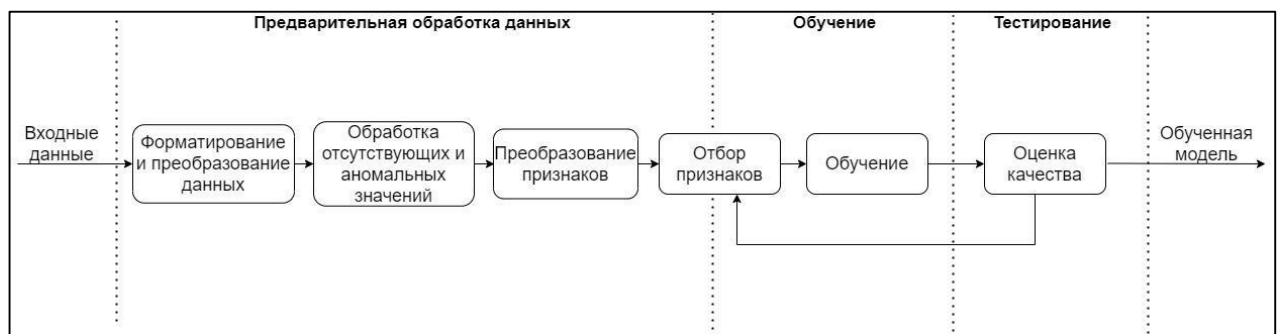 Предварительная обработка данных
Обучение
Тестирование
Входные
данные
Форматирование
и преобразование
данных
Обработка
отсутствующих и
аномальных
значений
Преобразование
признаков
Отбор
признаков
Обучение
Оценка
качества
Обученная
модель